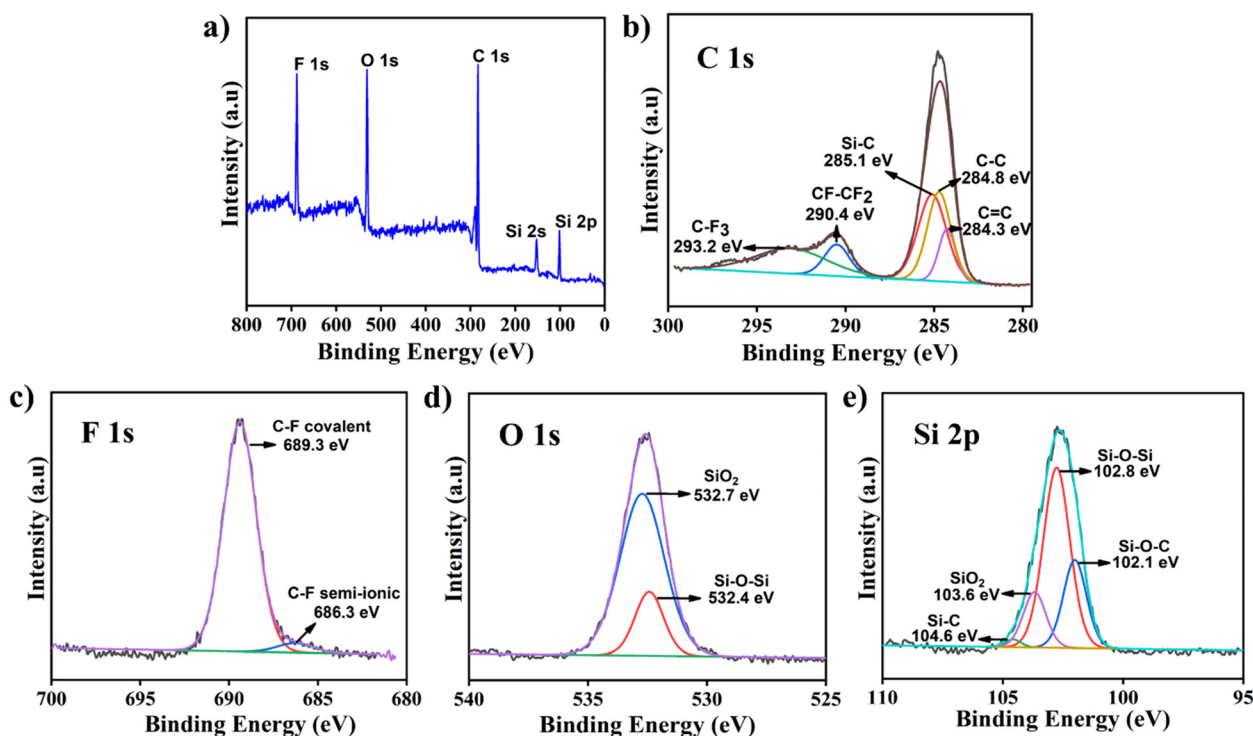 a)
F 1s
O 1s
C 1s
Si 2s
Si 2p
Intensity (a.u)
800 700 600 500 400 300 200 100 0
Binding Energy (eV)
b)
C 1s
Si-C
285.1 eV
C-C
284.8 eV
CF-CF₂
290.4 eV
C=C
284.3 eV
C-F₃
293.2 eV
Intensity (a.u)
300 295 290 285 280
Binding Energy (eV)
c)
F 1s
C-F covalent
689.3 eV
C-F semi-ionic
686.3 eV
Intensity (a.u)
700 695 690 685 680
Binding Energy (eV)
d)
O 1s
SiO₂
532.7 eV
Si-O-Si
532.4 eV
Intensity (a.u)
540 535 530 525
Binding Energy (eV)
e)
Si 2p
Si-O-Si
102.8 eV
Si-O-C
102.1 eV
SiO₂
103.6 eV
Si-C
104.6 eV
Intensity (a.u)
110 105 100 95
Binding Energy (eV)